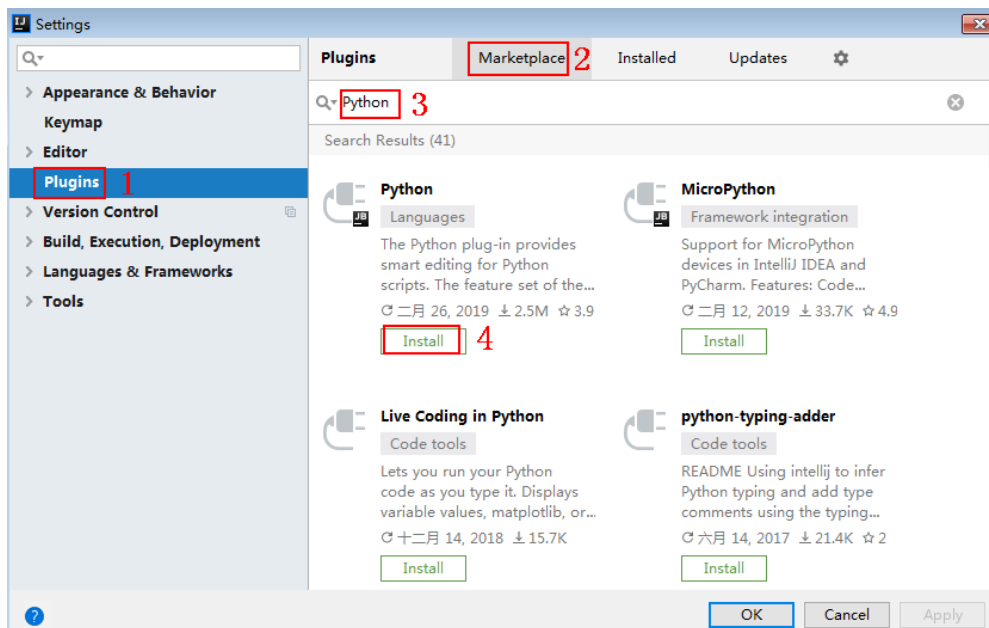 Settings
Appearance & Behavior
Keymap
Editor
Plugins 1
Version Control
Build, Execution, Deployment
Languages & Frameworks
Tools
Plugins Marketplace 2 Installed Updates
Python 3
Search Results (41)
Python
Languages
The Python plug-in provides
smart editing for Python
scripts. The feature set of the...
二月 26, 2019 2.5M 3.9
Install 4
MicroPython
Framework integration
Support for MicroPython
devices in IntelliJ IDEA and
PyCharm. Features: Code...
二月 12, 2019 33.7K 4.9
Install
Live Coding in Python
Code tools
Lets you run your Python
code as you type it. Displays
variable values, matplotlib, or...
十二月 14, 2018 15.7K
Install
python-typing-adder
Code tools
README Using intellij to infer
Python typing and add type
comments using the typing...
六月 14, 2017 21.4K 2
Install
?
OK Cancel Apply